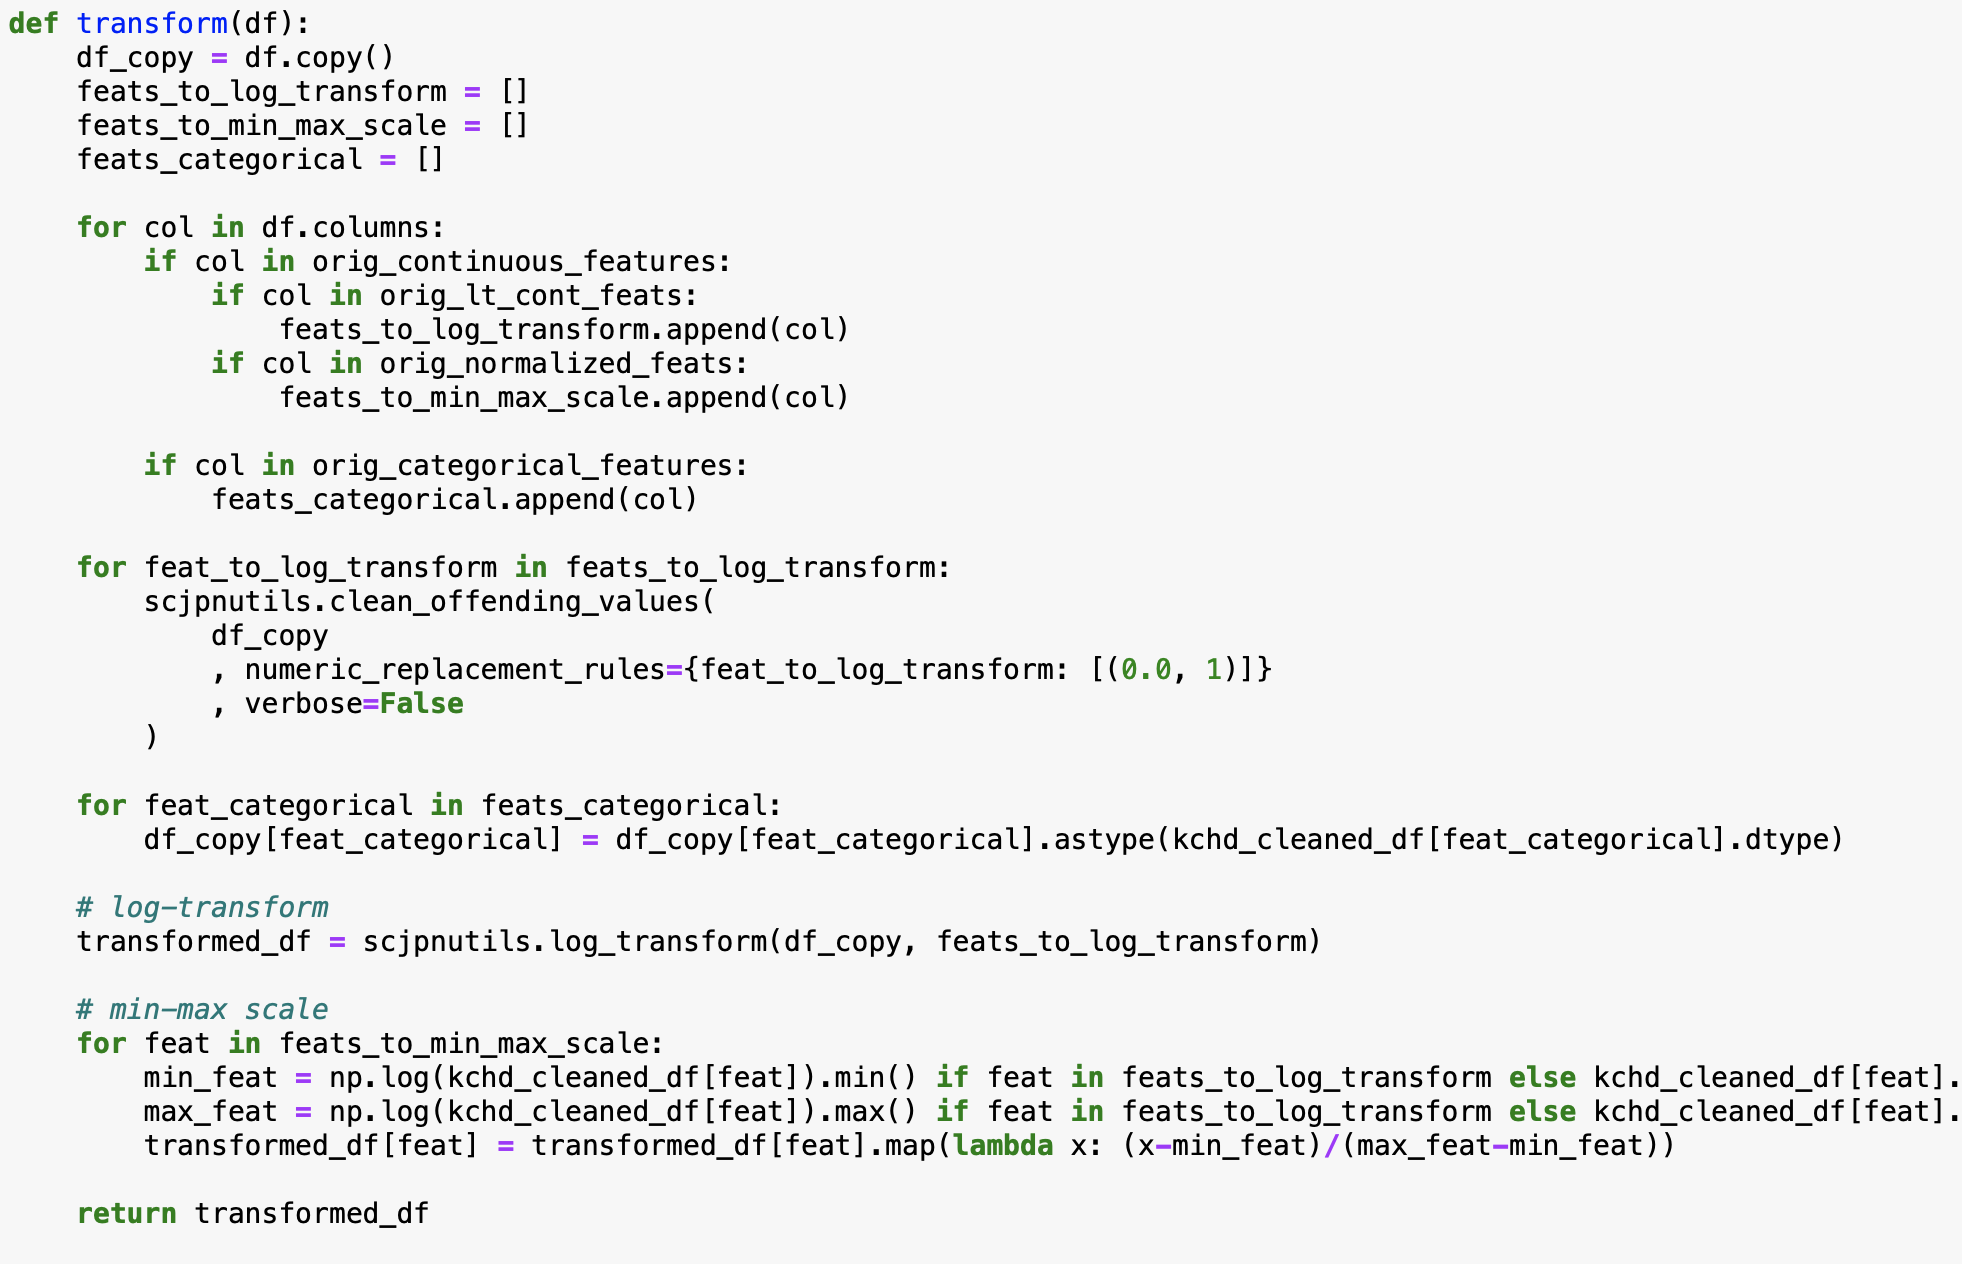 def transform(df):
    df_copy = df.copy()
    feats_to_log_transform = []
    feats_to_min_max_scale = []
    feats_categorical = []

    for col in df.columns:
        if col in orig_continuous_features:
            if col in orig_lt_cont_feats:
                feats_to_log_transform.append(col)
            if col in orig_normalized_feats:
                feats_to_min_max_scale.append(col)

        if col in orig_categorical_features:
            feats_categorical.append(col)

    for feat_to_log_transform in feats_to_log_transform:
        scjpnutils.clean_offending_values(
            df_copy
            , numeric_replacement_rules={feat_to_log_transform: [(0.0, 1)]}
            , verbose=False
        )

    for feat_categorical in feats_categorical:
        df_copy[feat_categorical] = df_copy[feat_categorical].astype(kchd_cleaned_df[feat_categorical].dtype)

    # log-transform
    transformed_df = scjpnutils.log_transform(df_copy, feats_to_log_transform)

    # min-max scale
    for feat in feats_to_min_max_scale:
        min_feat = np.log(kchd_cleaned_df[feat]).min() if feat in feats_to_log_transform else kchd_cleaned_df[feat].
        max_feat = np.log(kchd_cleaned_df[feat]).max() if feat in feats_to_log_transform else kchd_cleaned_df[feat].
        transformed_df[feat] = transformed_df[feat].map(lambda x: (x-min_feat)/(max_feat-min_feat))

    return transformed_df